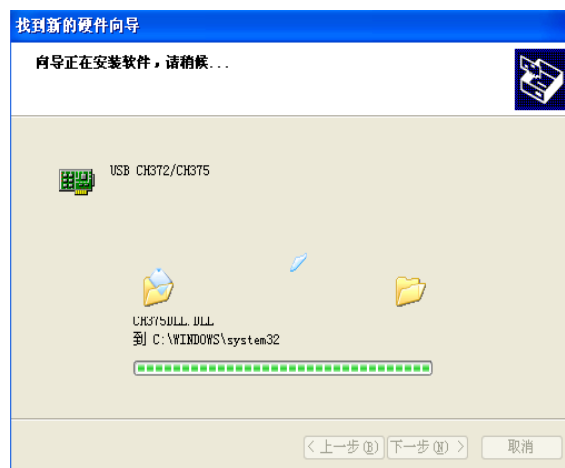 找到新的硬件向导
向导正在安装软件，请稍候...
USB CH372/CH375
CH375DLL.DLL
到 C:\WINDOWS\system32
< 上一步(B)
下一步(N) >
取消